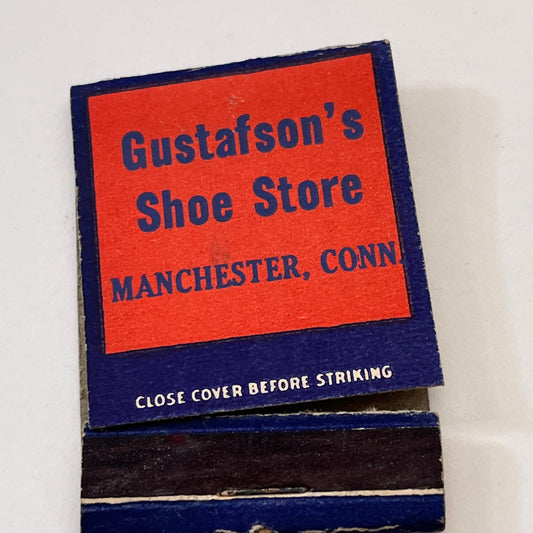 Gustafson's
Shoe Store
MANCHESTER, CONN.
CLOSE COVER BEFORE STRIKING